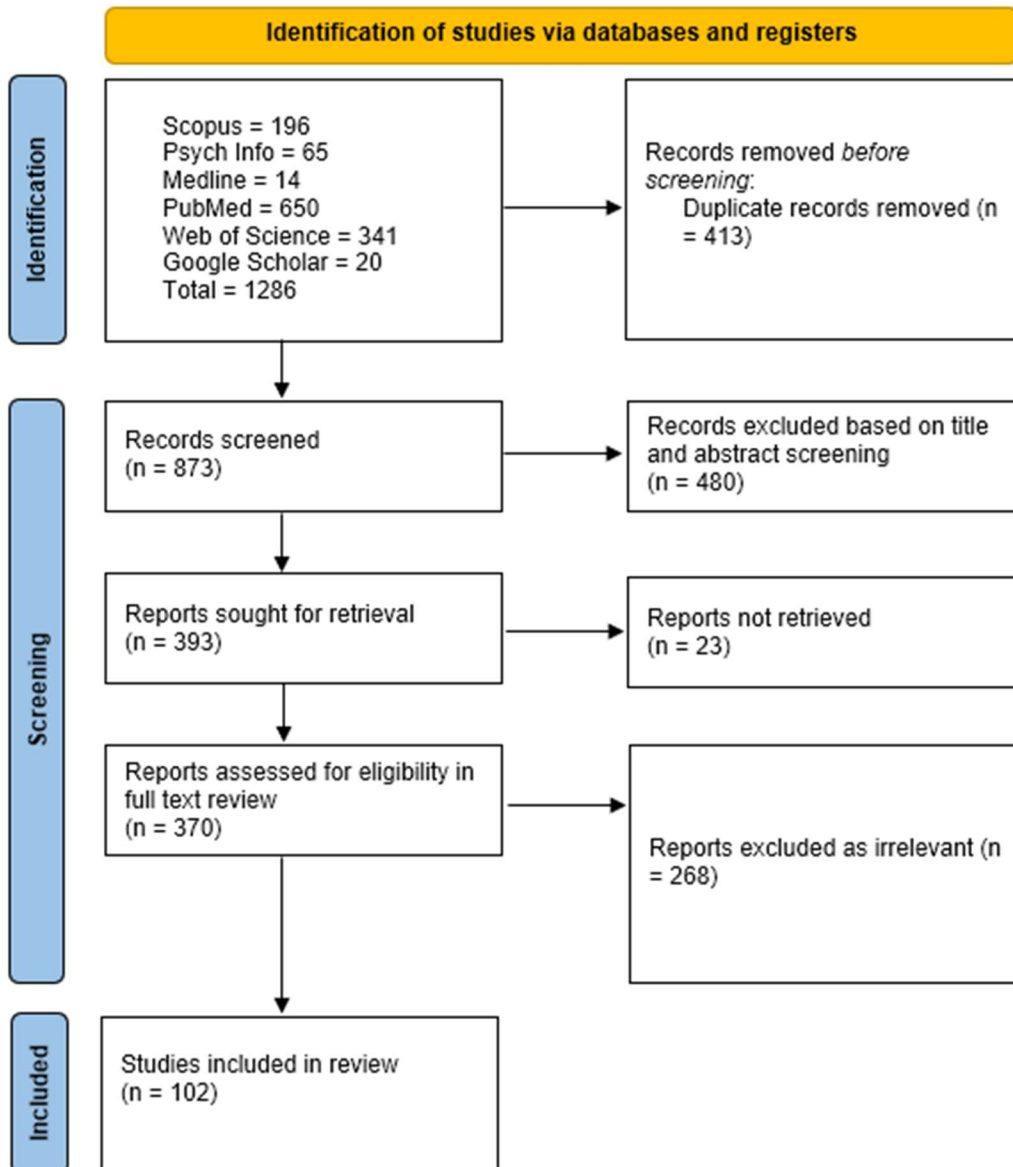 Identification of studies via databases and registers
Identification
Scopus = 196
Psych Info = 65
Medline = 14
PubMed = 650
Web of Science = 341
Google Scholar = 20
Total = 1286
Records removed before
screening:
Duplicate records removed (n
= 413)
Screening
Records screened
(n = 873)
Records excluded based on title
and abstract screening
(n = 480)
Reports sought for retrieval
(n = 393)
Reports not retrieved
(n = 23)
Reports assessed for eligibility in
full text review
(n = 370)
Reports excluded as irrelevant (n
= 268)
Included
Studies included in review
(n = 102)